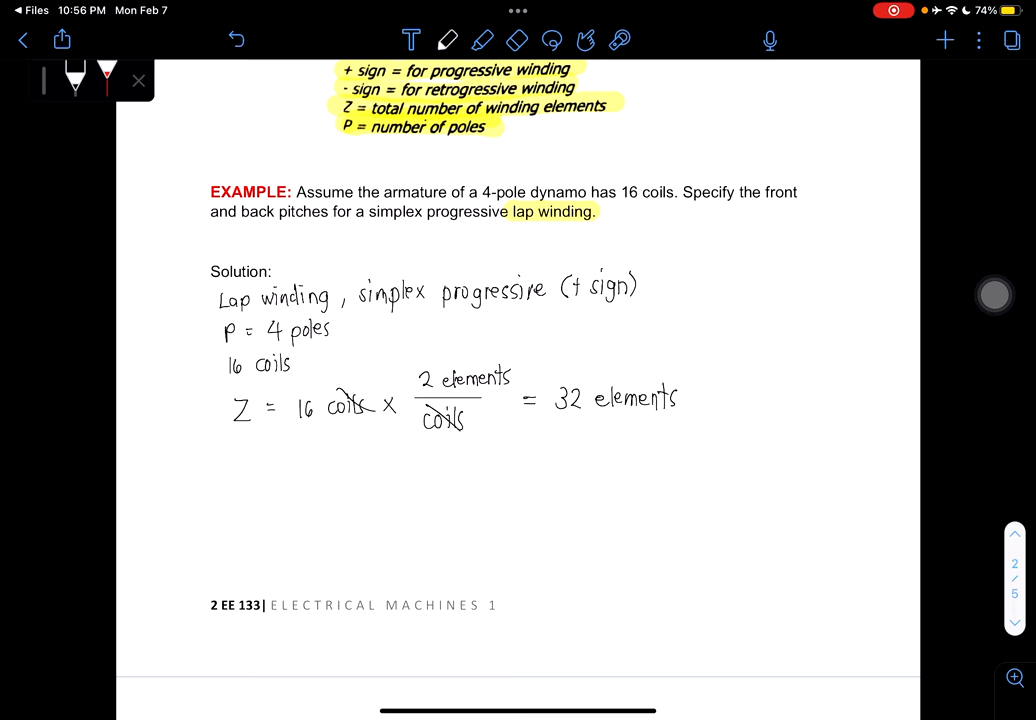 Files 10:56 PM Mon Feb 7
74%
+ sign = for progressive winding
- sign = for retrogressive winding
Z = total number of winding elements
P = number of poles
EXAMPLE: Assume the armature of a 4-pole dynamo has 16 coils. Specify the front
and back pitches for a simplex progressive lap winding.
Solution:
Lap winding, simplex progressive (+ sign)
P = 4 poles
16 coils
Z = 16 coils x 2 elements / coils = 32 elements
2 EE 133| ELECTRICAL MACHINES 1
2
/
5